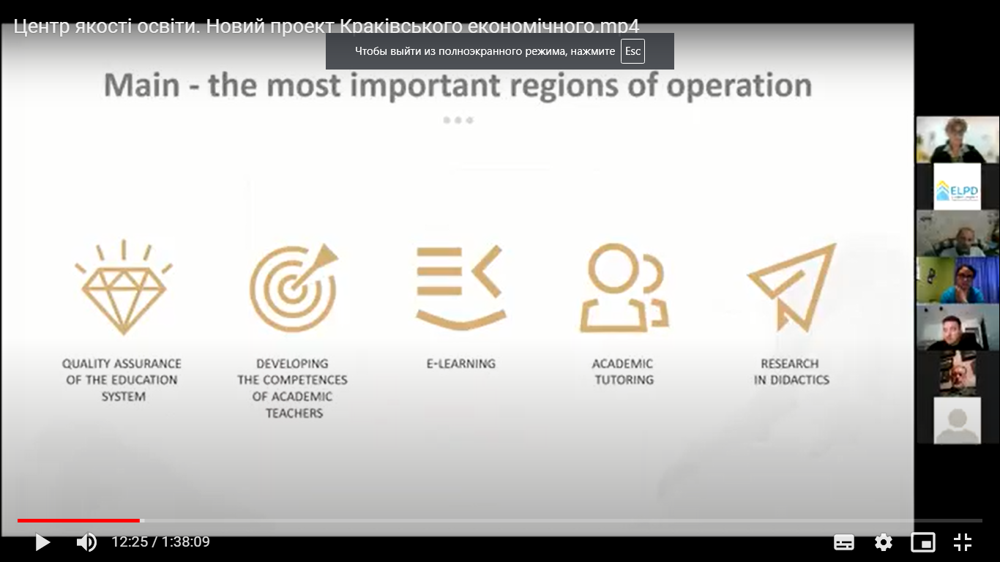 Центр якості освіти. Новий проект Краківського економічного.mp4
Чтобы выйти из полноэкранного режима, нажмите Esc
Main - the most important regions of operation
QUALITY ASSURANCE
OF THE EDUCATION
SYSTEM
DEVELOPING
THE COMPETENCES
OF ACADEMIC
TEACHERS
E-LEARNING
ACADEMIC
TUTORING
RESEARCH
IN DIDACTICS
ELPD
12:25 / 1:38:09